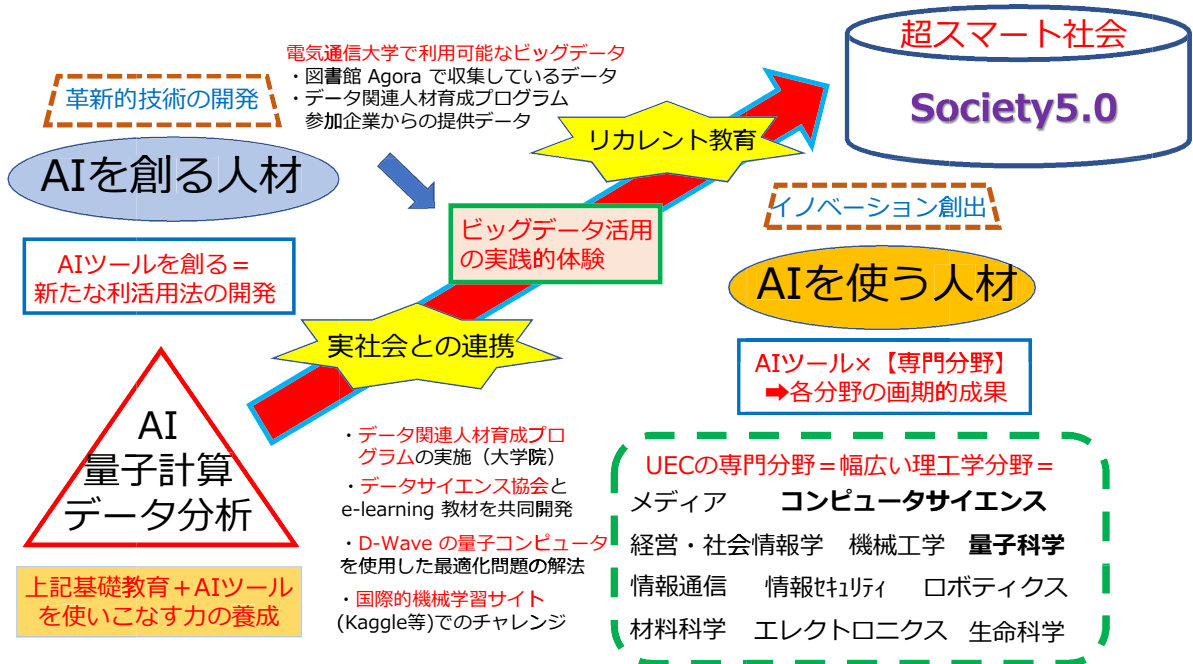 電気通信大学で利用可能なビッグデータ
・図書館 Agora で収集しているデータ
・データ関連人材育成プログラム
参加企業からの提供データ
超スマート社会
Society5.0
革新的技術の開発
AIを創る人材
AIツールを創る＝
新たな利活用法の開発
リカレント教育
ビッグデータ活用
の実践的体験
実社会との連携
イノベーション創出
AIを使う人材
AIツール×【専門分野】
➡各分野の画期的成果
AI
量子計算
データ分析
上記基礎教育＋AIツール
を使いこなす力の養成
・データ関連人材育成プロ
グラムの実施（大学院）
・データサイエンス協会と
e-learning 教材を共同開発
・D-Wave の量子コンピュータ
を使用した最適化問題の解法
・国際的機械学習サイト
(Kaggle等)でのチャレンジ
UECの専門分野＝幅広い理工学分野＝
メディア コンピュータサイエンス
経営・社会情報学 機械工学 量子科学
情報通信 情報ｾｷｭﾘﾃｨ ロボティクス
材料科学 エレクトロニクス 生命科学